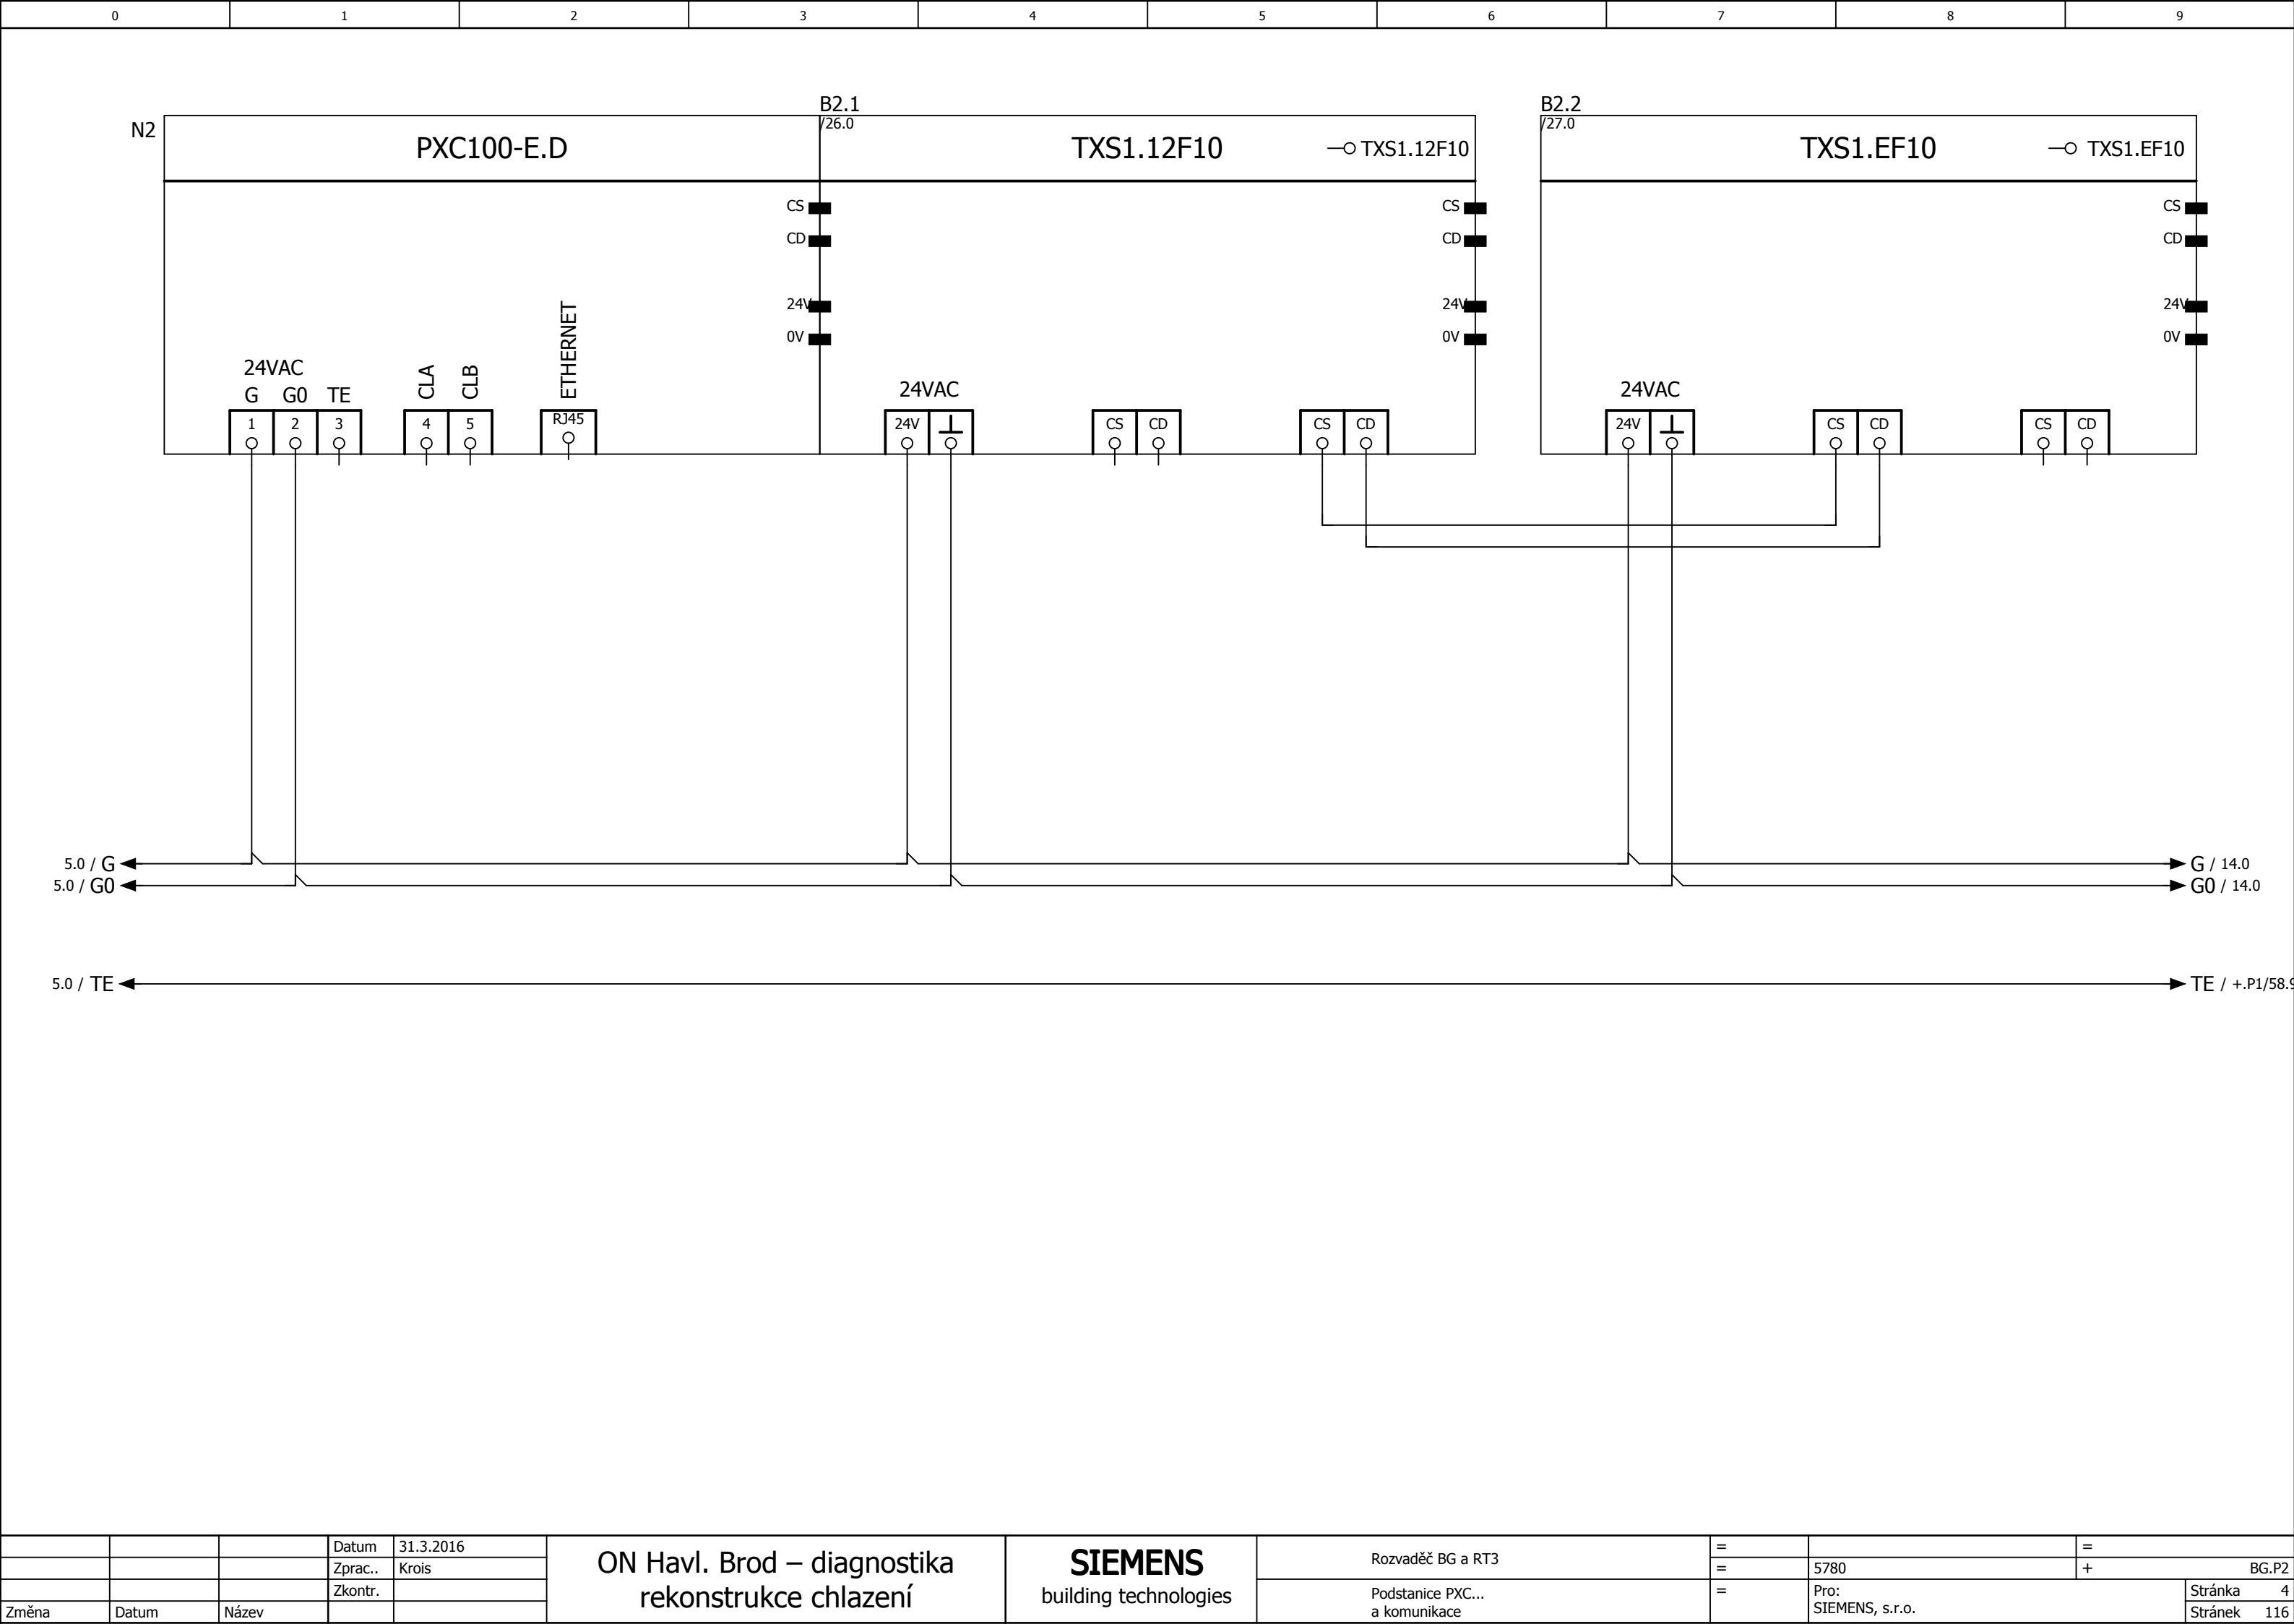 0 1 2 3 4 5 6 7 8 9
B2.1 B2.2
N2 /26.0 /27.0
PXC100-E.D TXS1.12F10 TXS1.12F10 TXS1.EF10 TXS1.EF10
CS CS CS
CD CD CD
24V 24V 24V
0V 0V 0V
ETHERNET
24VAC CLA CLB 24VAC 24VAC
G G0 TE
1 2 3 4 5 RJ45 24V CS CD CS CD 24V CS CD CS CD
5.0 / G G / 14.0
5.0 / G0 G0 / 14.0
5.0 / TE TE / +.P1/58.9
Datum 31.3.2016
Zprac.. Krois
Zkontr.
Změna Datum Název
ON Havl. Brod – diagnostika
rekonstrukce chlazení
SIEMENS
building technologies
Rozvaděč BG a RT3
Podstanice PXC...
a komunikace
= =
= 5780 + BG.P2
= Pro:
SIEMENS, s.r.o.
Stránka 4
Stránek 116